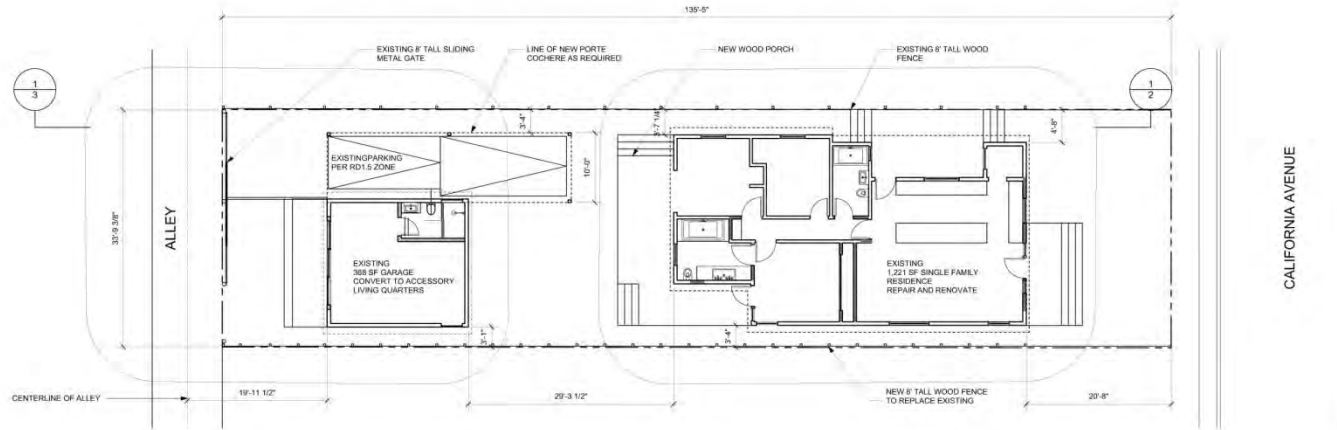 135'-5"
EXISTING 8' TALL SLIDING
METAL GATE
LINE OF NEW PORTE
COCHERE AS REQUIRED
NEW WOOD PORCH
EXISTING 8' TALL WOOD
FENCE
1
3
1
2
3'-4"
3'-7 1/4"
4'-8"
EXISTINGPARKING
PER RD1.5 ZONE
10'-0"
33'-9 3/8"
ALLEY
CALIFORNIA AVENUE
EXISTING
368 SF GARAGE
CONVERT TO ACCESSORY
LIVING QUARTERS
EXISTING
1,221 SF SINGLE FAMILY
RESIDENCE
REPAIR AND RENOVATE
3'-1"
3'-4"
CENTERLINE OF ALLEY
19'-11 1/2"
29'-3 1/2"
NEW 8' TALL WOOD FENCE
TO REPLACE EXISTING
20'-8"